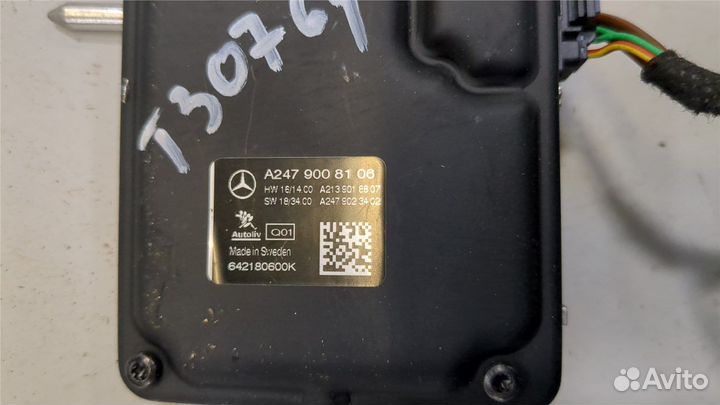 T30764
A247 900 81 06
HW 16/14 00 A213 901 88 07
SW 18/34 00 A247 902 34 02
Autoliv Q01
Made in Sweden
642180600K
Avito